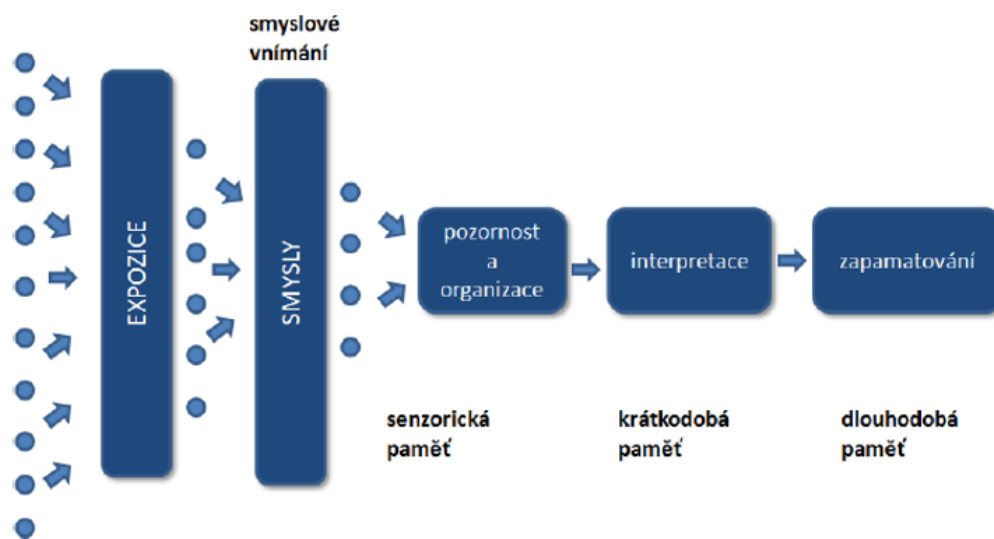 smyslové
vnímání
EXPOZICE
SMYSLY
pozornost
a
organizace
interpretace
zapamatování
senzorická
paměť
krátkodobá
paměť
dlouhodobá
paměť